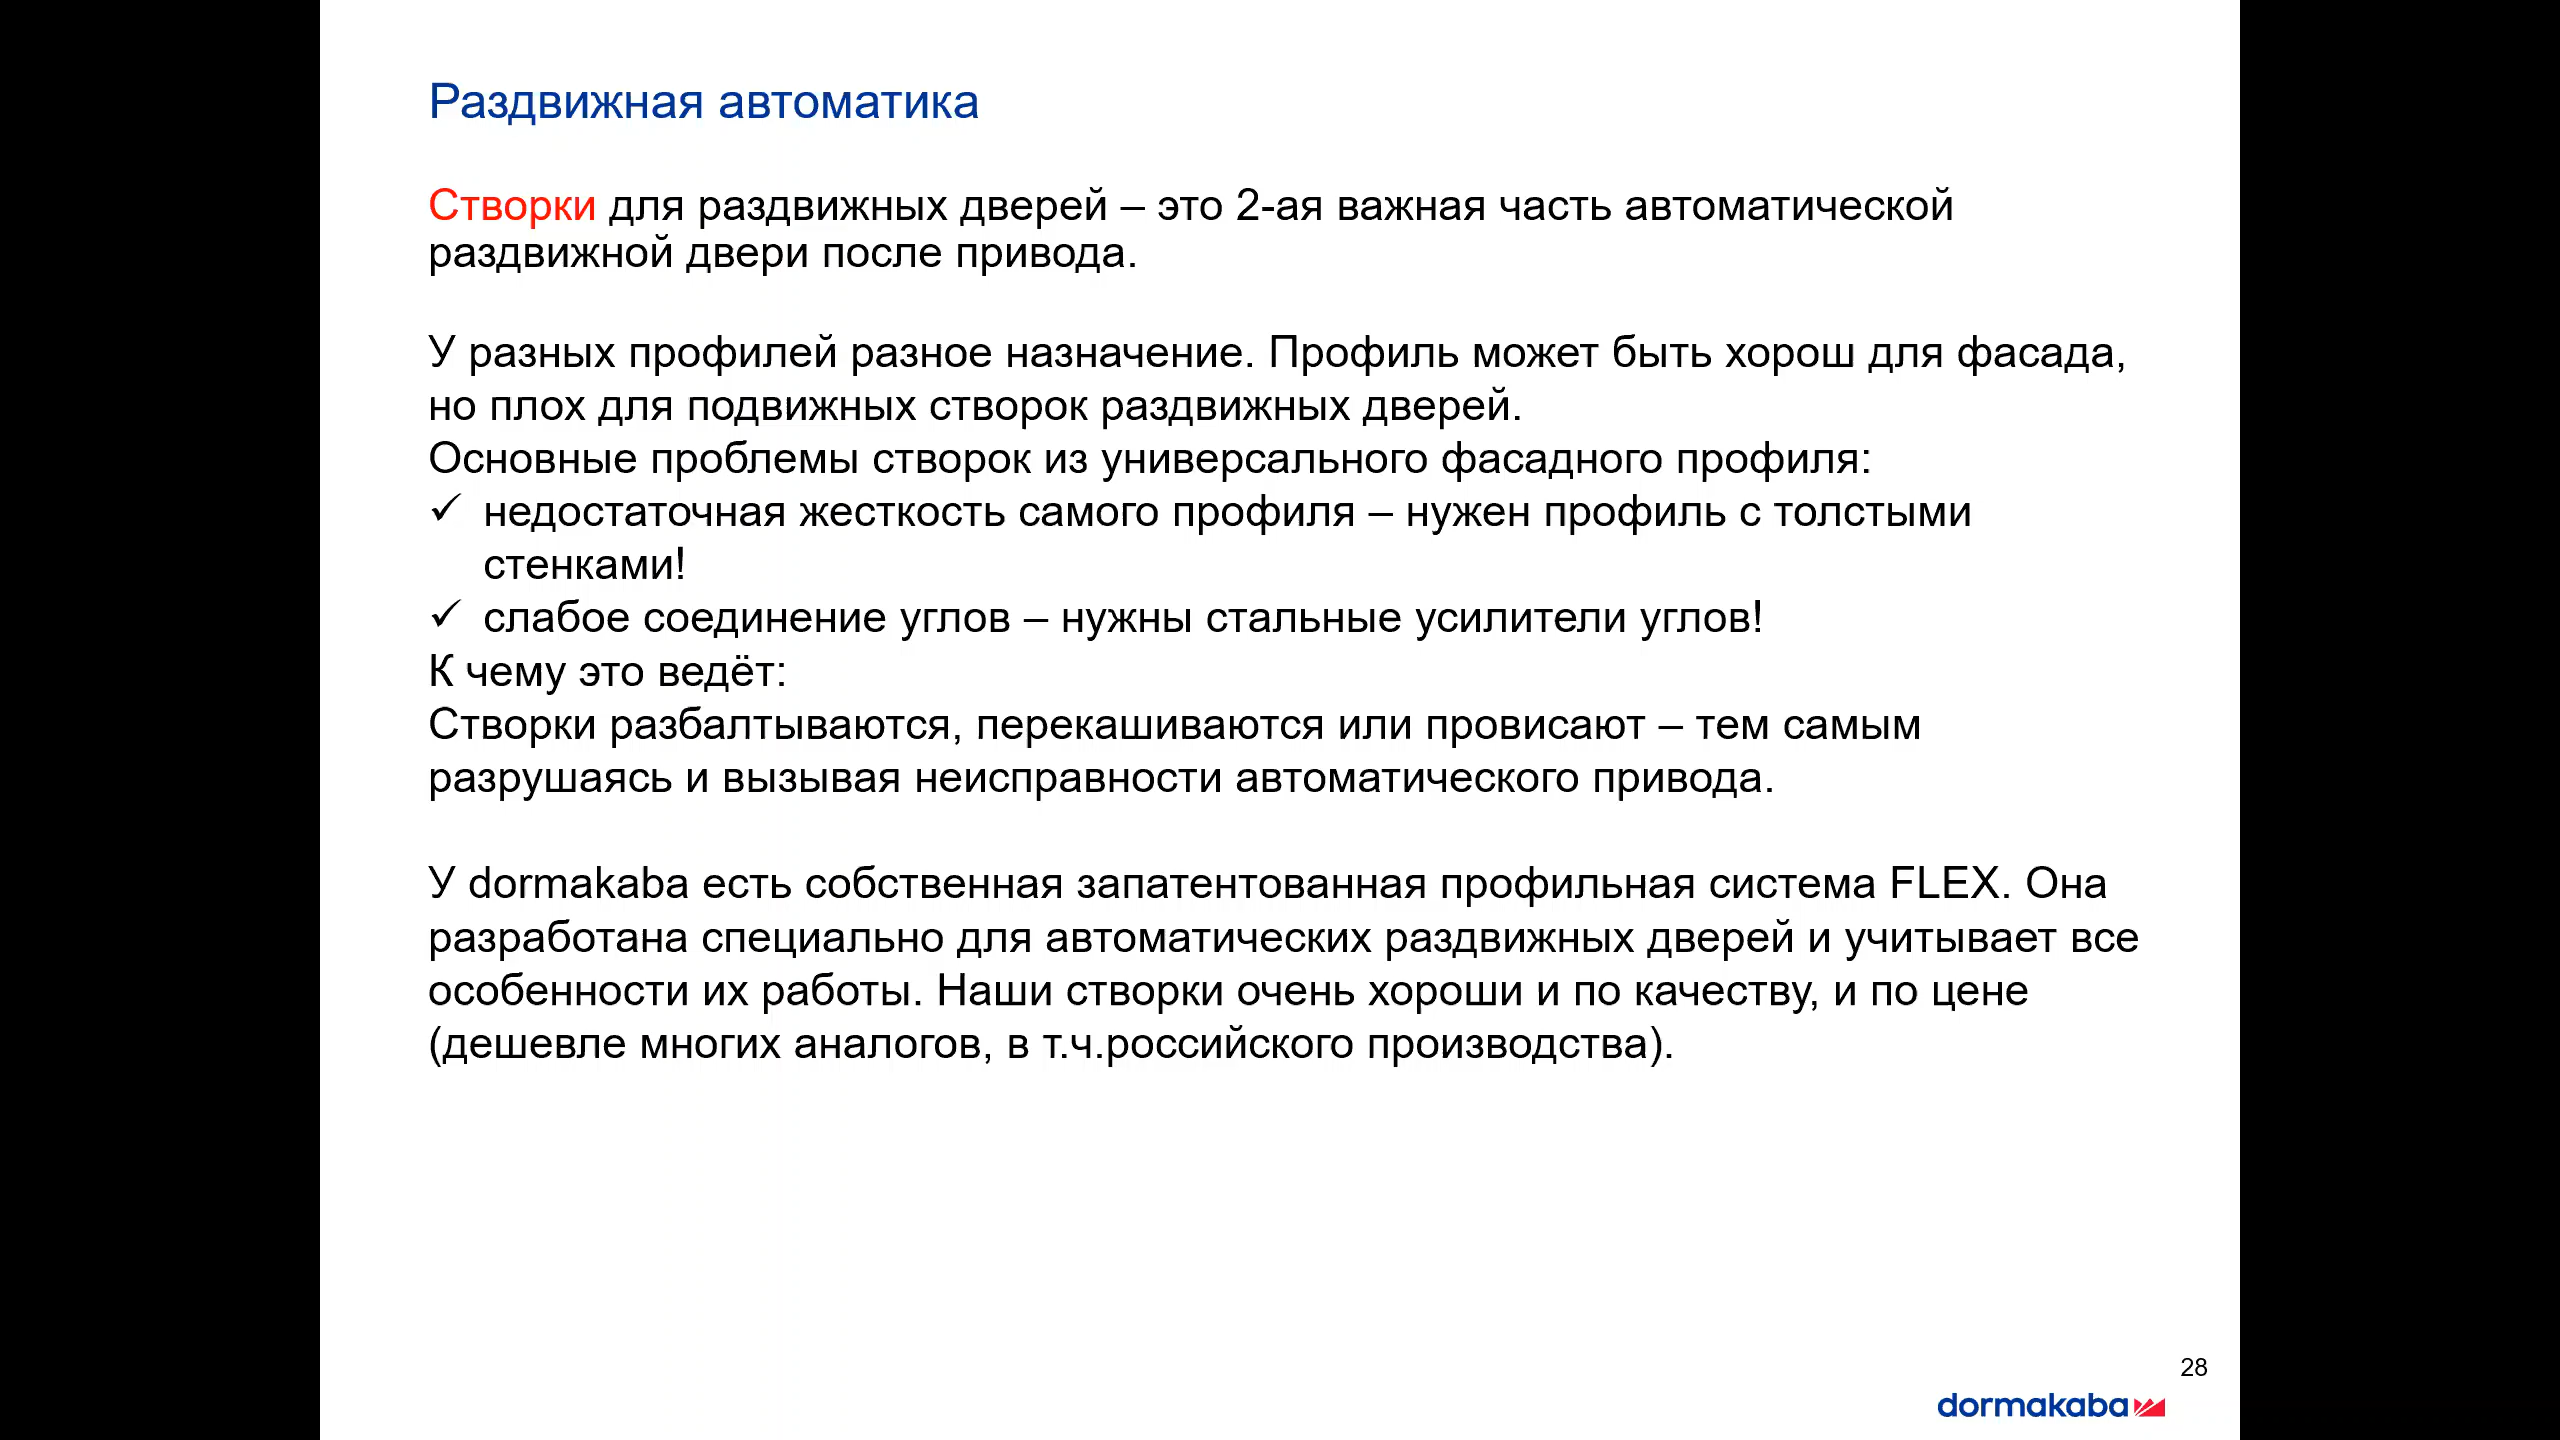 Раздвижная автоматика
Створки для раздвижных дверей – это 2-ая важная часть автоматической
раздвижной двери после привода.
У разных профилей разное назначение. Профиль может быть хорош для фасада,
но плох для подвижных створок раздвижных дверей.
Основные проблемы створок из универсального фасадного профиля:
✓ недостаточная жесткость самого профиля – нужен профиль с толстыми
стенками!
✓ слабое соединение углов – нужны стальные усилители углов!
К чему это ведёт:
Створки разбалтываются, перекашиваются или провисают – тем самым
разрушаясь и вызывая неисправности автоматического привода.
У dormakaba есть собственная запатентованная профильная система FLEX. Она
разработана специально для автоматических раздвижных дверей и учитывает все
особенности их работы. Наши створки очень хороши и по качеству, и по цене
(дешевле многих аналогов, в т.ч.российского производства).
28
dormakaba